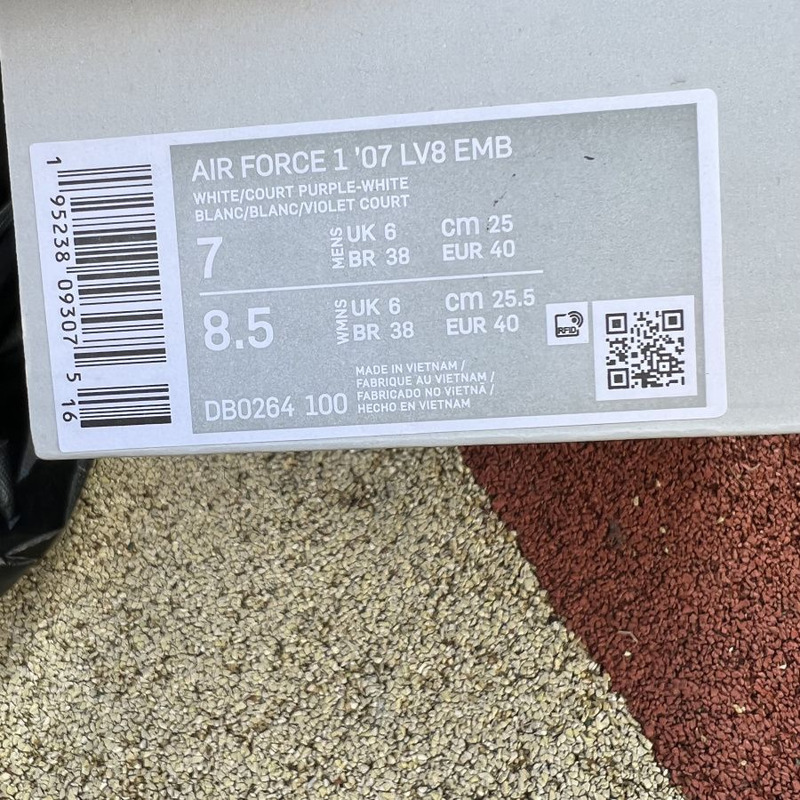 AIR FORCE 1 '07 LV8 EMB
WHITE/COURT PURPLE-WHITE
BLANC/BLANC/VIOLET COURT
7 MENS UK 6 CM 25
BR 38 EUR 40
8.5 WMNS UK 6 CM 25.5
BR 38 EUR 40
RFID
DB0264 100
MADE IN VIETNAM /
FABRIQUE AU VIETNAM /
FABRICADO NO VIETNÃ /
HECHO EN VIETNAM
1 95238 09307 5 16